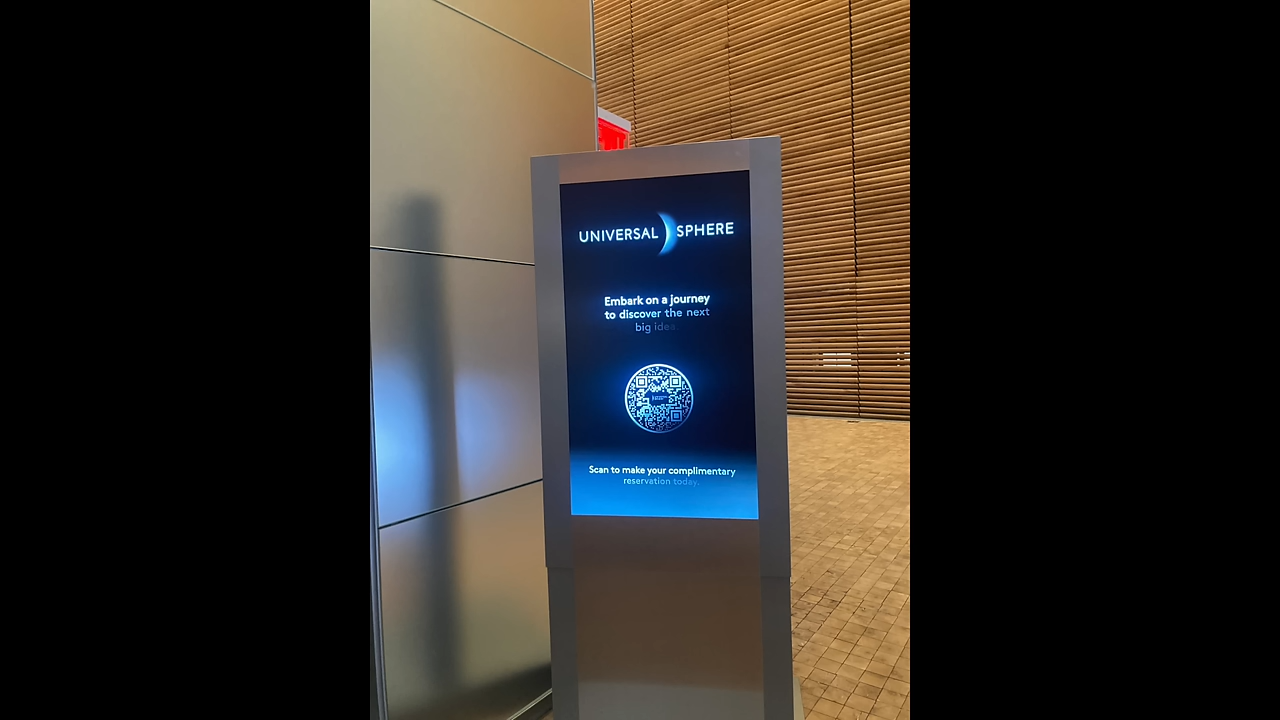 UNIVERSAL SPHERE
Embark on a journey
to discover the next
big idea.
Scan to make your complimentary
reservation today.